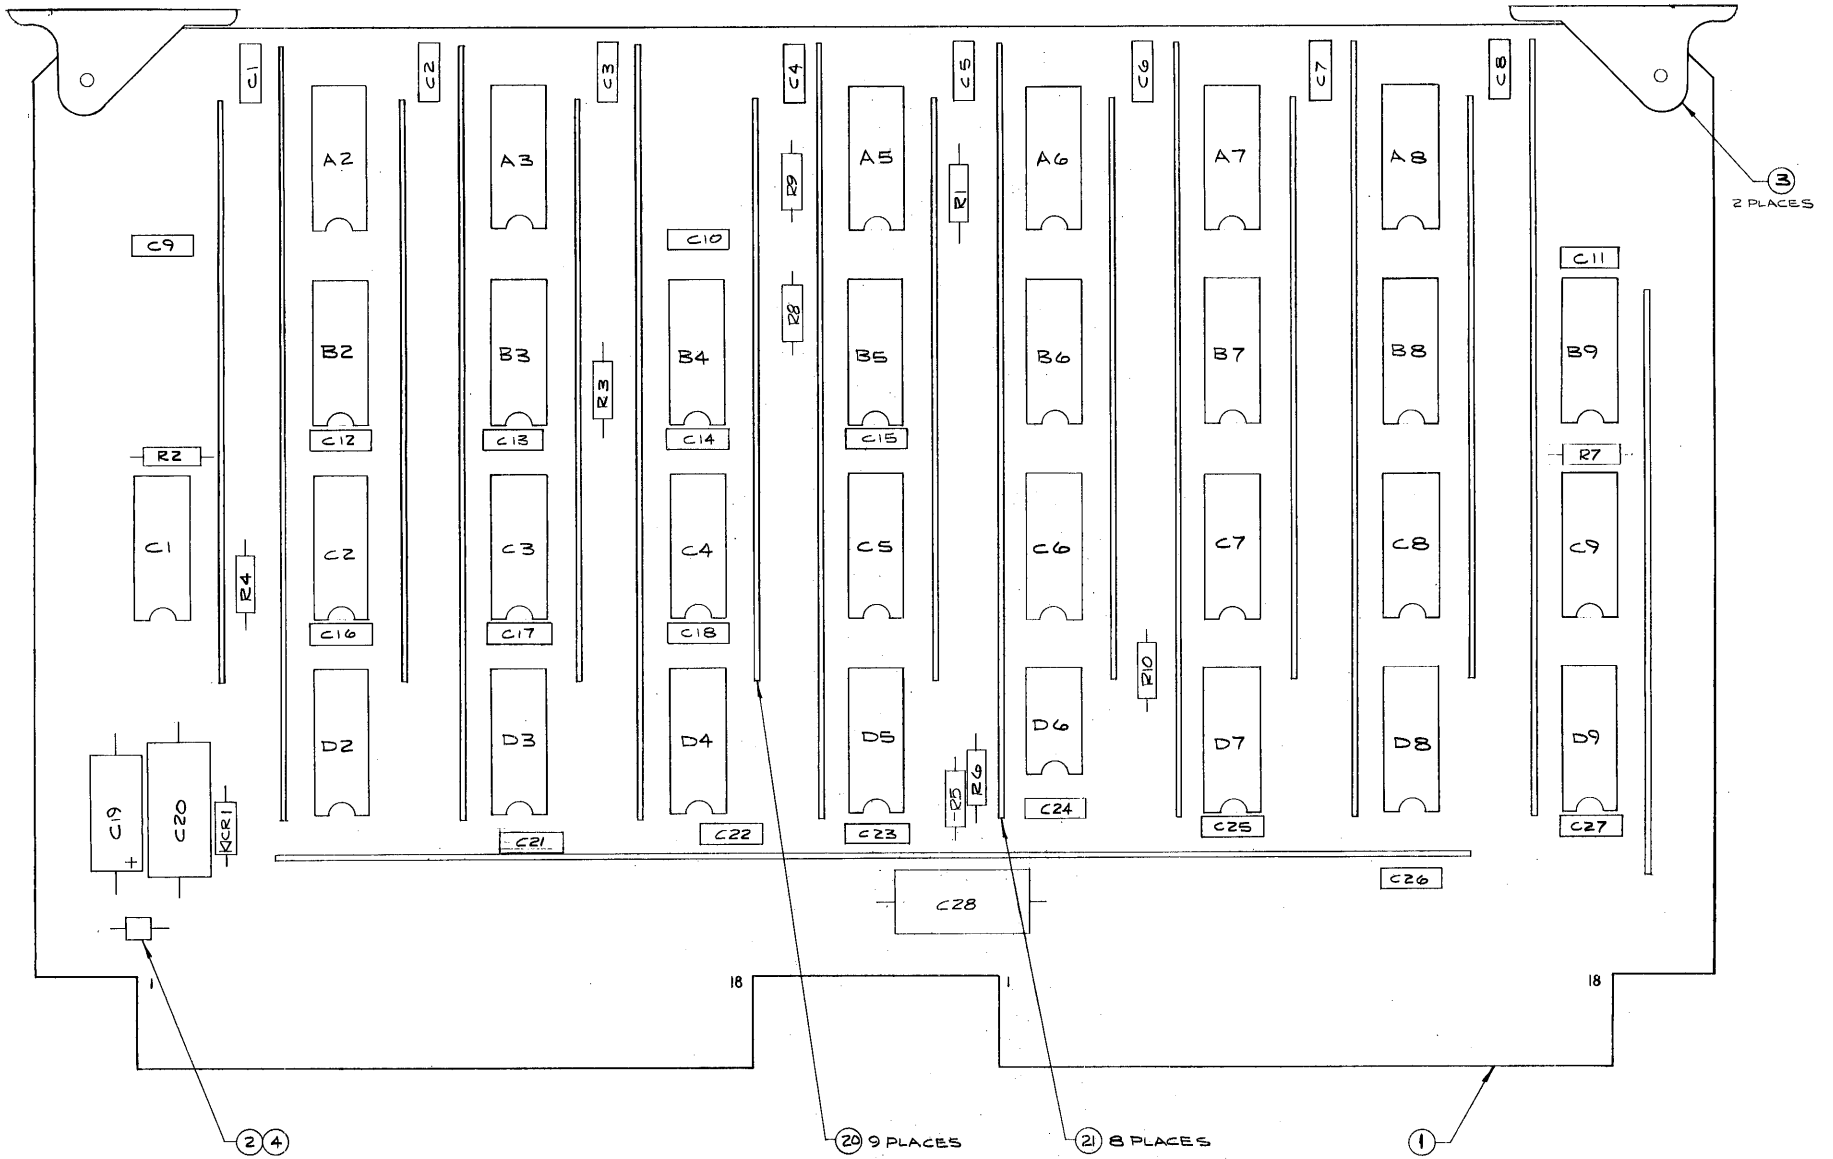 C1
C2
C3
C4
C5
C6
C7
C8
A2
A3
A5
A6
A7
A8
R9
R1
3
2 PLACES
C9
C10
C11
R8
B2
B3
B4
B5
B6
B7
B8
B9
R3
C12
C13
C14
C15
R2
R7
C1
C2
C3
C4
C5
C6
C7
C8
C9
R4
C16
C17
C18
R10
D2
D3
D4
D5
D6
D7
D8
D9
C19
+
C20
CR1
R5
R6
C21
C22
C23
C24
C25
C27
C26
C28
1
18
1
18
2 4
20 9 PLACES
21 8 PLACES
1